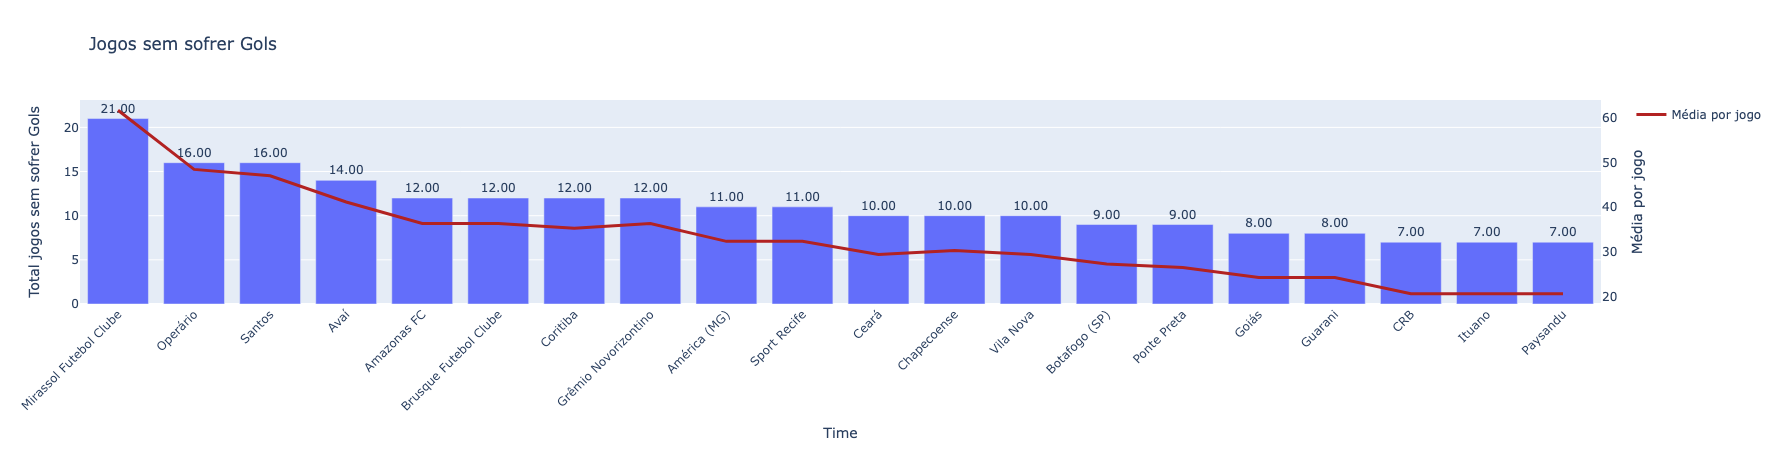 Jogos sem sofrer Gols
Total jogos sem sofrer Gols
20
15
10
5
0
21.00
16.00
16.00
14.00
12.00
12.00
12.00
12.00
11.00
11.00
10.00
10.00
10.00
9.00
9.00
8.00
8.00
7.00
7.00
7.00
60
50
40
30
20
Média por jogo
Média por jogo
Mirassol Futebol Clube
Operário
Santos
Avaí
Amazonas FC
Brusque Futebol Clube
Coritiba
Grêmio Novorizontino
América (MG)
Sport Recife
Ceará
Chapecoense
Vila Nova
Botafogo (SP)
Ponte Preta
Goiás
Guarani
CRB
Ituano
Paysandu
Time